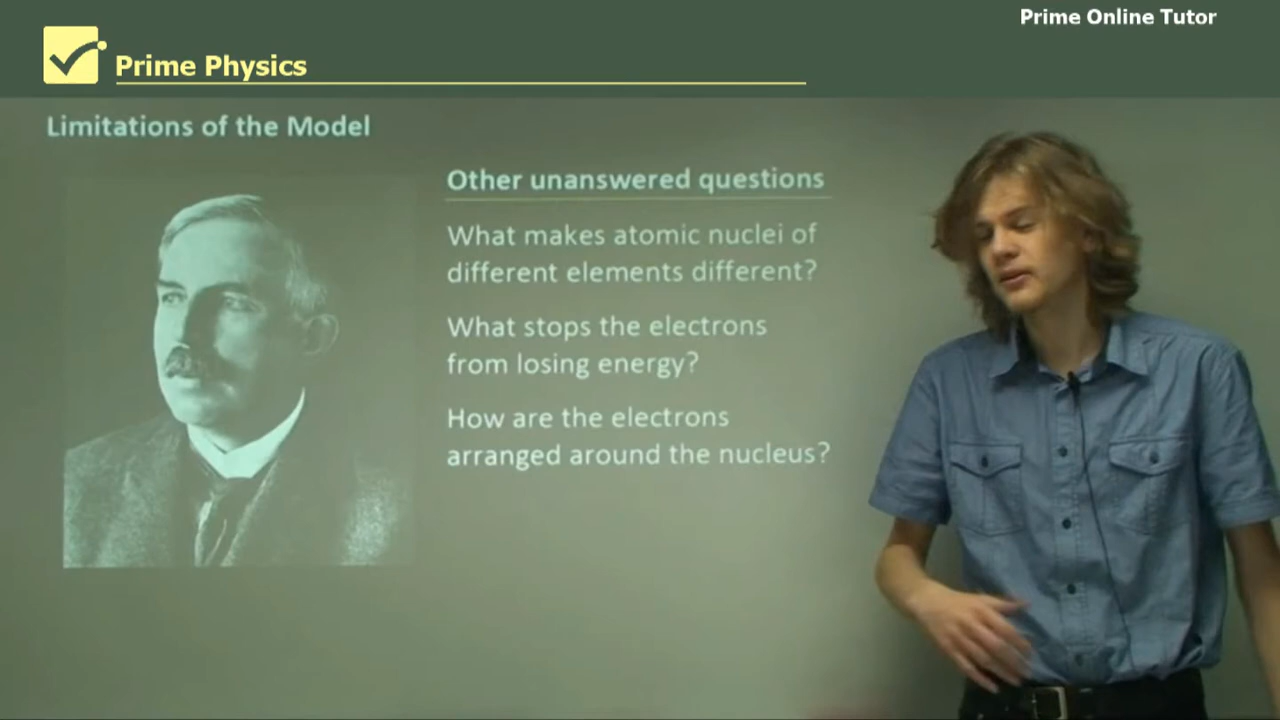 Prime Online Tutor
Prime Physics
Limitations of the Model
Other unanswered questions
What makes atomic nuclei of
different elements different?
What stops the electrons
from losing energy?
How are the electrons
arranged around the nucleus?